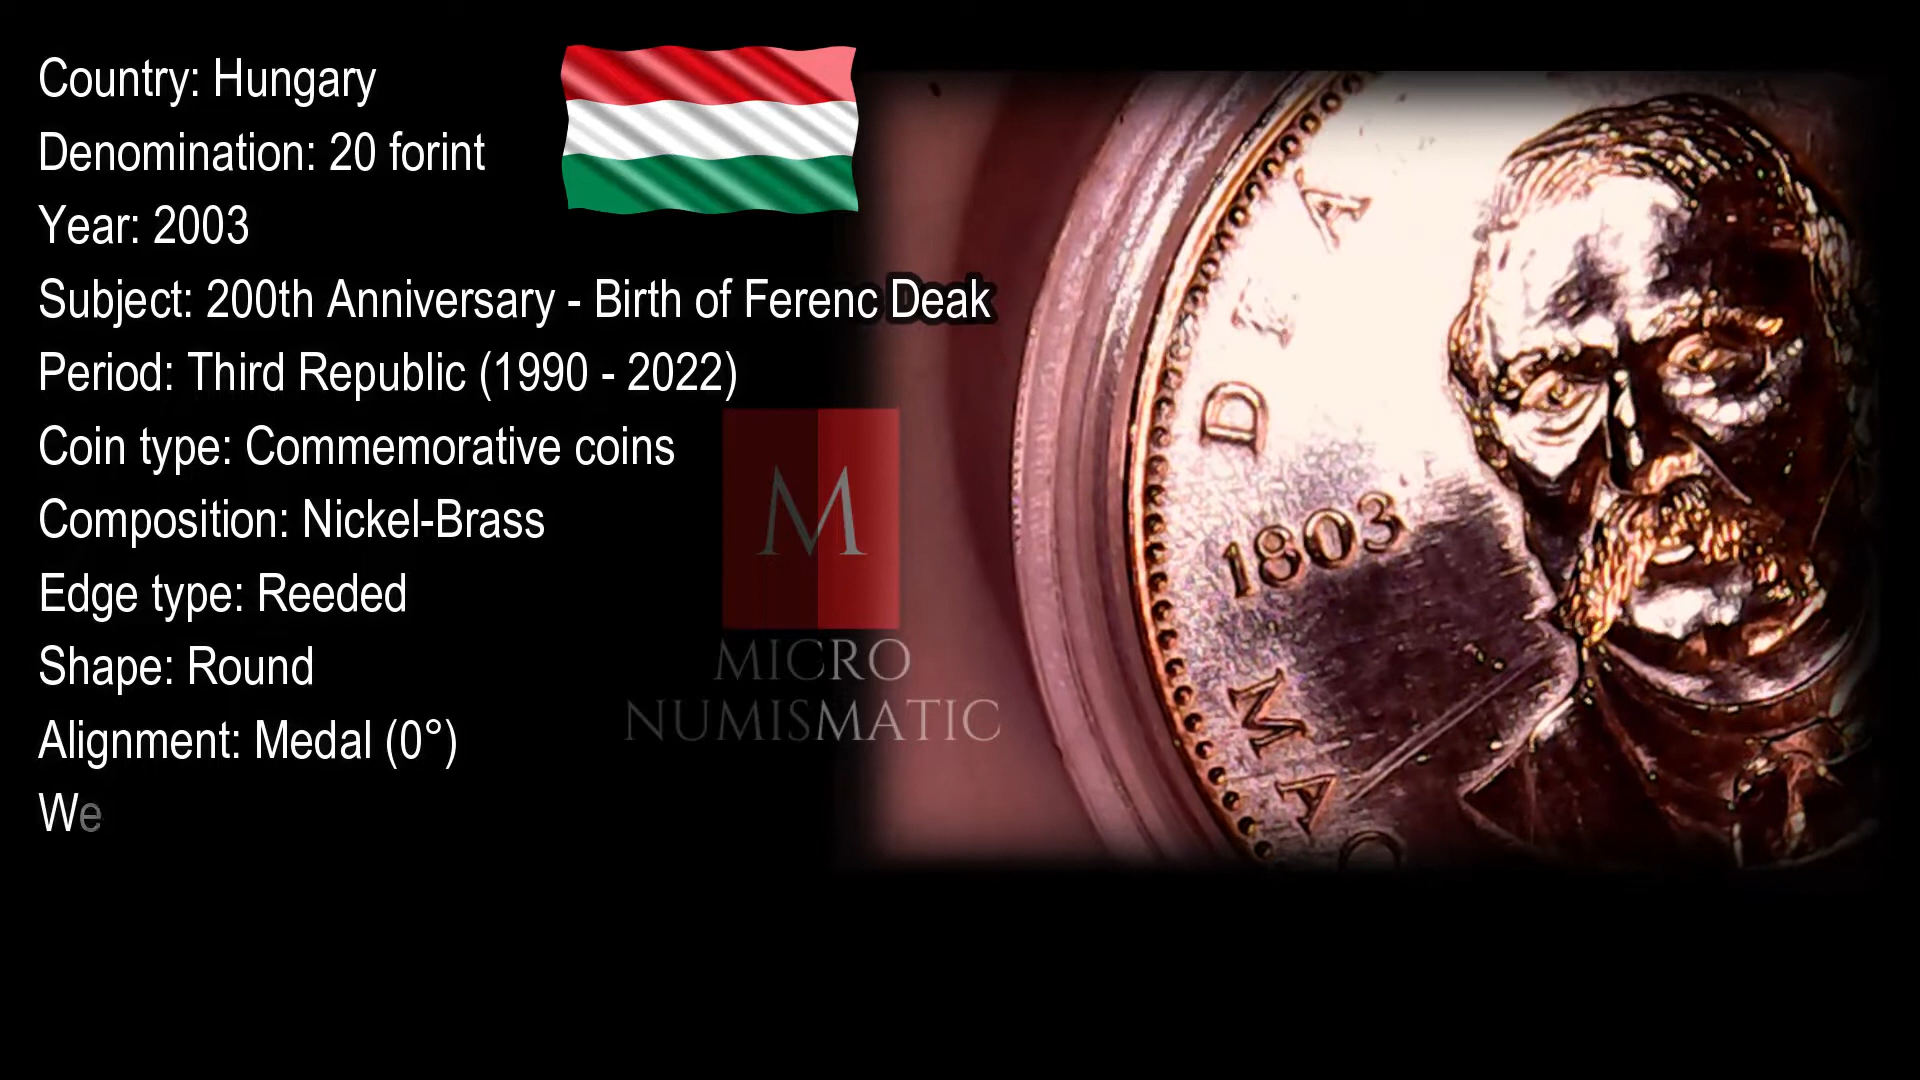 Country: Hungary
Denomination: 20 forint
Year: 2003
Subject: 200th Anniversary - Birth of Ferenc Deak
Period: Third Republic (1990 - 2022)
Coin type: Commemorative coins
Composition: Nickel-Brass
Edge type: Reeded
Shape: Round
Alignment: Medal (0°)
We
M
MICRO
NUMISMATIC
DEÁ
1803
MAG